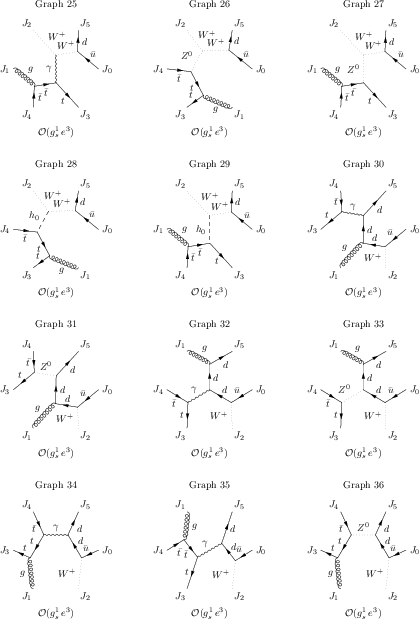 Graph 25 Graph 26 Graph 27
J2 J5 J2 J5 J2 J5
W+ W+ d ū W+ W+ d ū W+ W+ d ū
J1 g γ J0 Z0 J0 J1 g Z0 J0
J4 t̄ t̄ t J3 J4 t̄ t g J1 J3 J4 t̄ t̄ t J3
O(g_s^1 e^3) O(g_s^1 e^3) O(g_s^1 e^3)
Graph 28 Graph 29 Graph 30
J2 J5 J2 J5 J4 J5
W+ W+ d ū W+ W+ d ū t̄ γ d
J4 h0 J0 J1 g h0 J0 J3 t d ū J0
t̄ t t g J3 J1 J4 t̄ t̄ t J3 g d W+ J1 J2
O(g_s^1 e^3) O(g_s^1 e^3) O(g_s^1 e^3)
Graph 31 Graph 32 Graph 33
J4 J5 J1 J5 J1 J5
t̄ Z0 d g d g d
J3 t d ū J0 J4 γ d d ū J0 J4 Z0 d d ū J0
g d W+ t̄ t W+ t̄ t W+
J1 J2 J3 J2 J3 J2
O(g_s^1 e^3) O(g_s^1 e^3) O(g_s^1 e^3)
Graph 34 Graph 35 Graph 36
J4 J5 J1 J5 J4 J5
t̄ γ d g γ d t̄ Z0 d
J3 t t d ū J0 J4 t̄ t̄ d ū J0 J3 t t d ū J0
g W+ t W+ g W+
J1 J2 J3 J2 J1 J2
O(g_s^1 e^3) O(g_s^1 e^3) O(g_s^1 e^3)